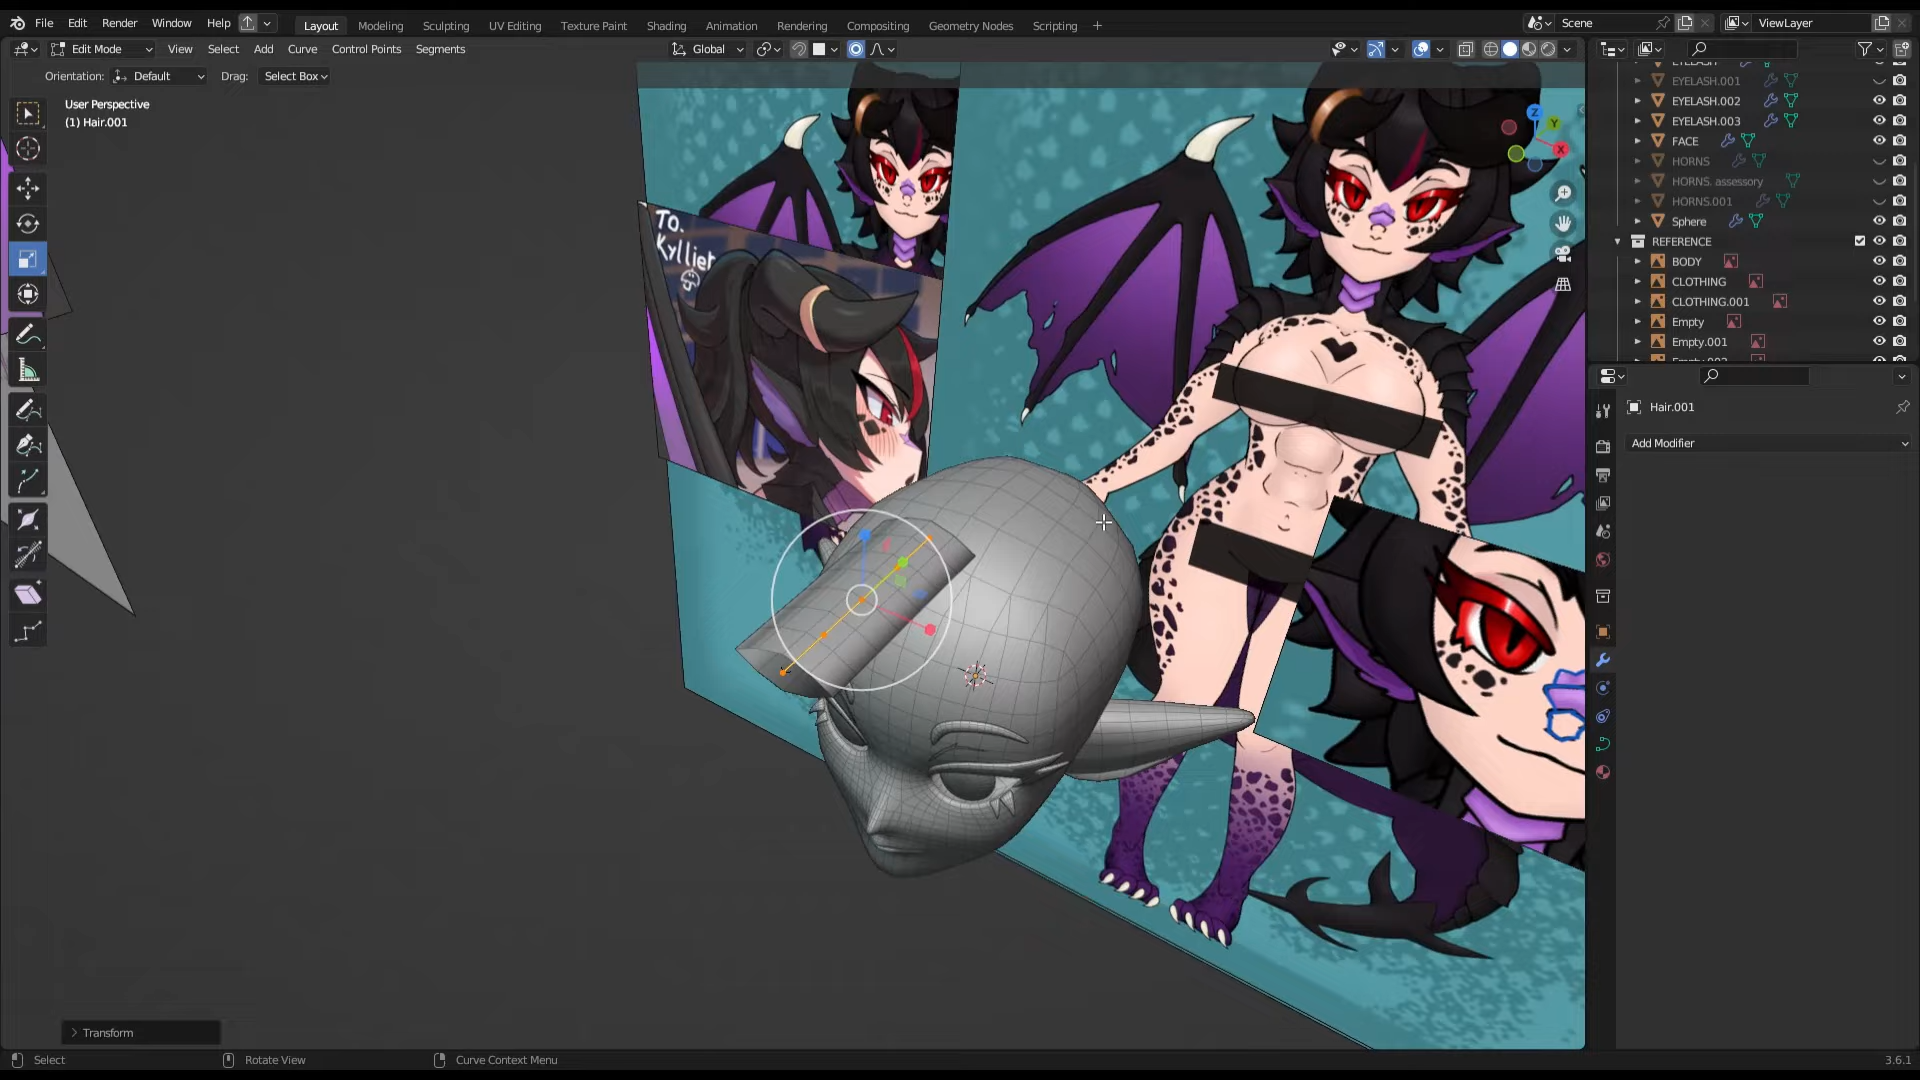 File Edit Render Window Help
Layout Modeling Sculpting UV Editing Texture Paint Shading Animation Rendering Compositing Geometry Nodes Scripting +
Scene
ViewLayer
Edit Mode View Select Add Curve Control Points Segments
Global
Orientation: Default Drag: Select Box
User Perspective
(1) Hair.001
To.
Kylliet
Z
Y
X
EYELASH
EYELASH.001
EYELASH.002
EYELASH.003
FACE
HORNS
HORNS. assessory
HORNS.001
Sphere
REFERENCE
BODY
CLOTHING
CLOTHING.001
Empty
Empty.001
Hair.001
Add Modifier
Transform
Select
Rotate View
Curve Context Menu
3.6.1